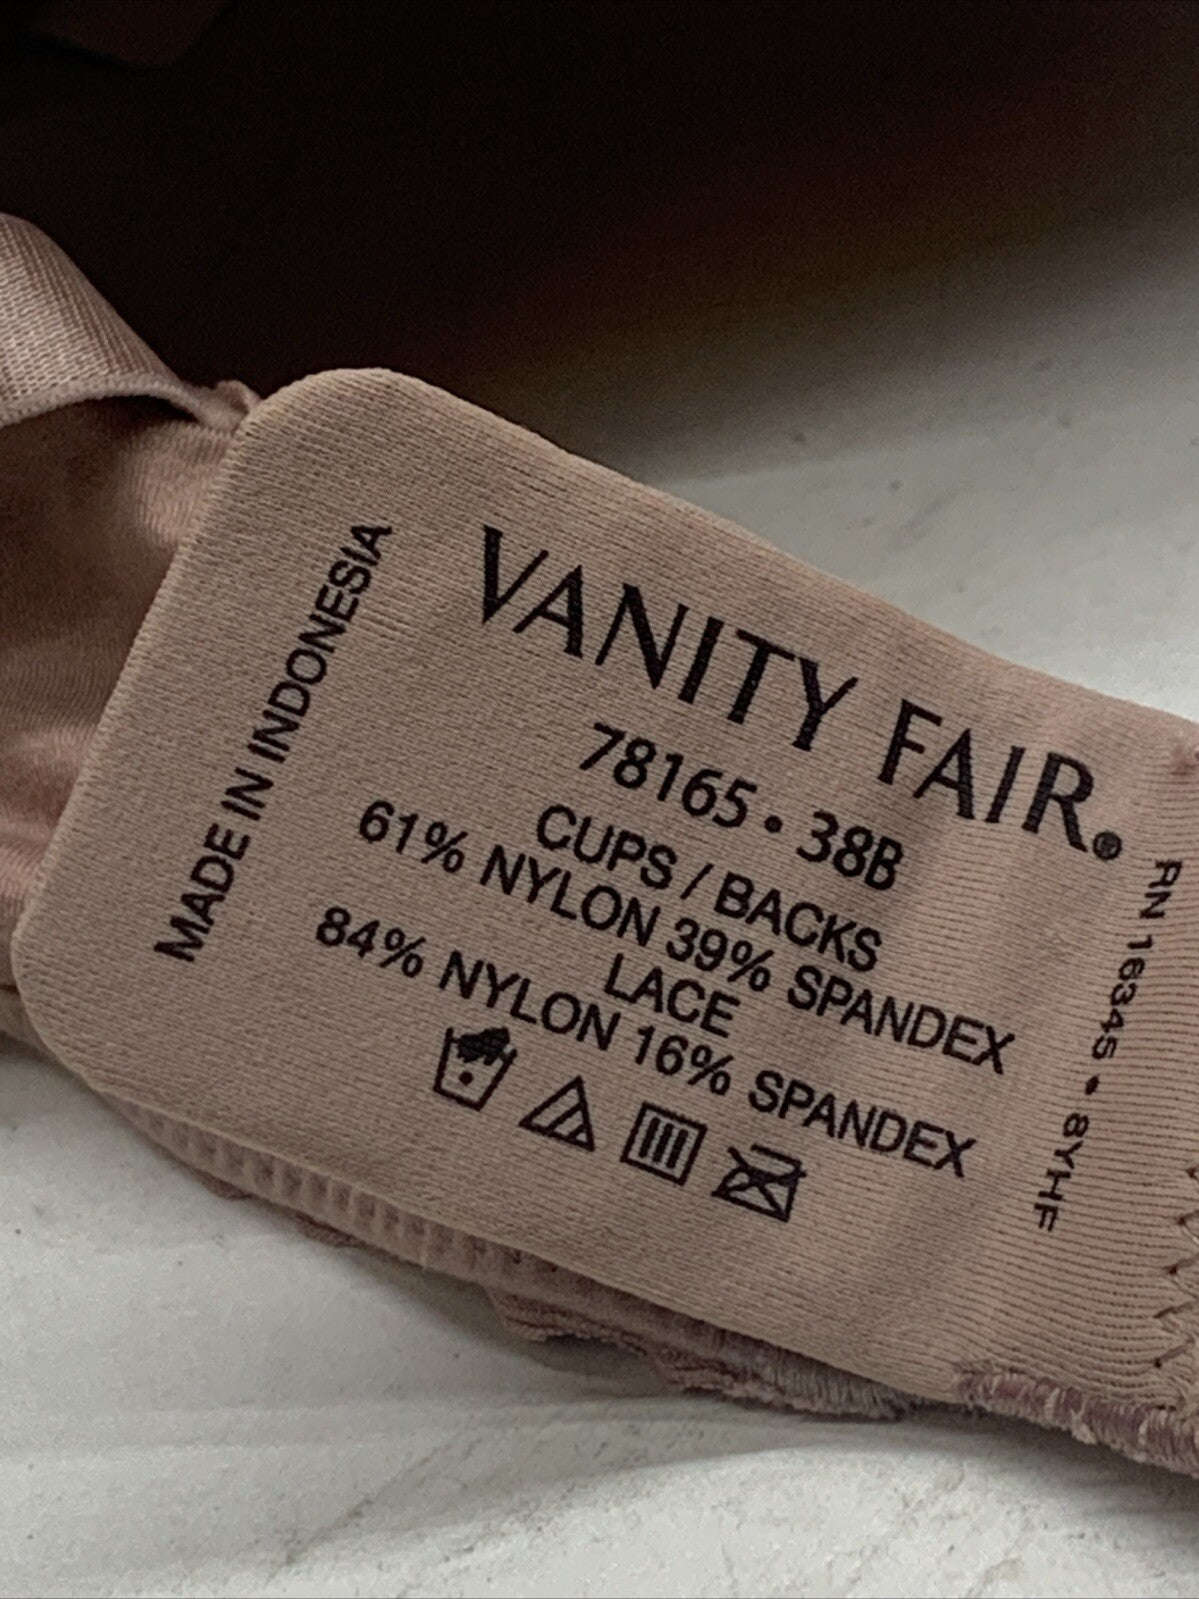 VANITY FAIR®
78165 • 38B
CUPS / BACKS
61% NYLON 39% SPANDEX
LACE
84% NYLON 16% SPANDEX
MADE IN INDONESIA
RN 16345 • 8YHF